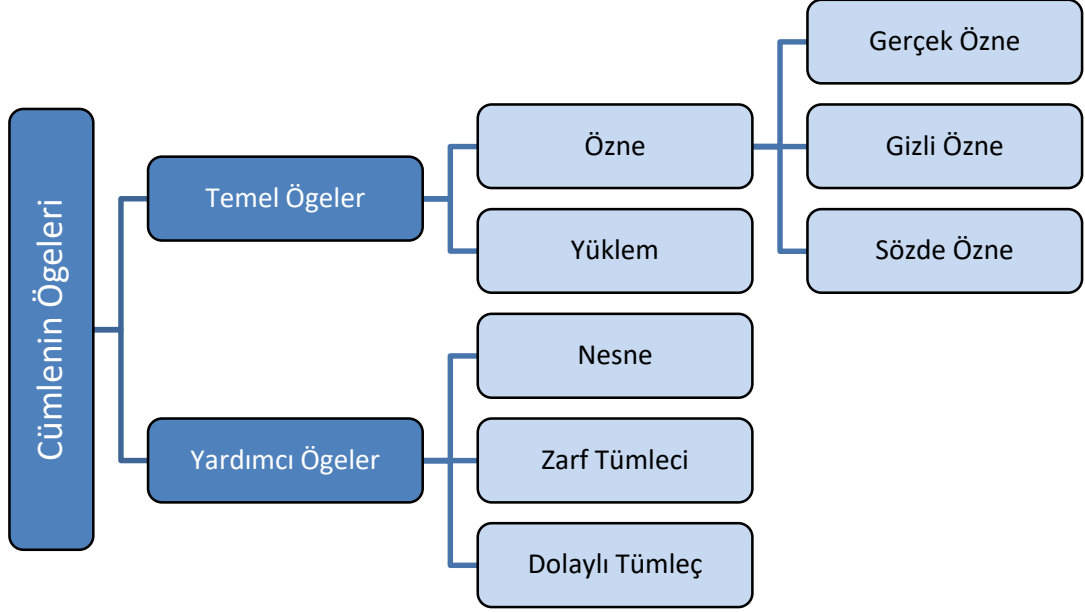 Cümlenin Ögeleri
Temel Ögeler
Özne
Gerçek Özne
Gizli Özne
Sözde Özne
Yüklem
Yardımcı Ögeler
Nesne
Zarf Tümleci
Dolaylı Tümleç